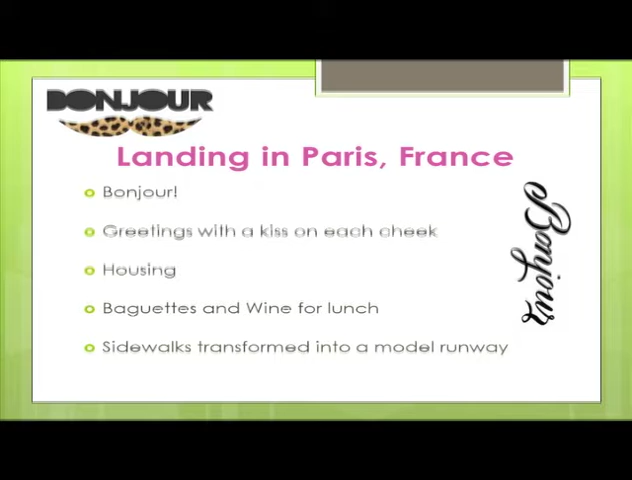 BONJOUR
Landing in Paris, France
Bonjour!
Greetings with a kiss on each cheek
Housing
Baguettes and Wine for lunch
Sidewalks transformed into a model runway
Bonjour